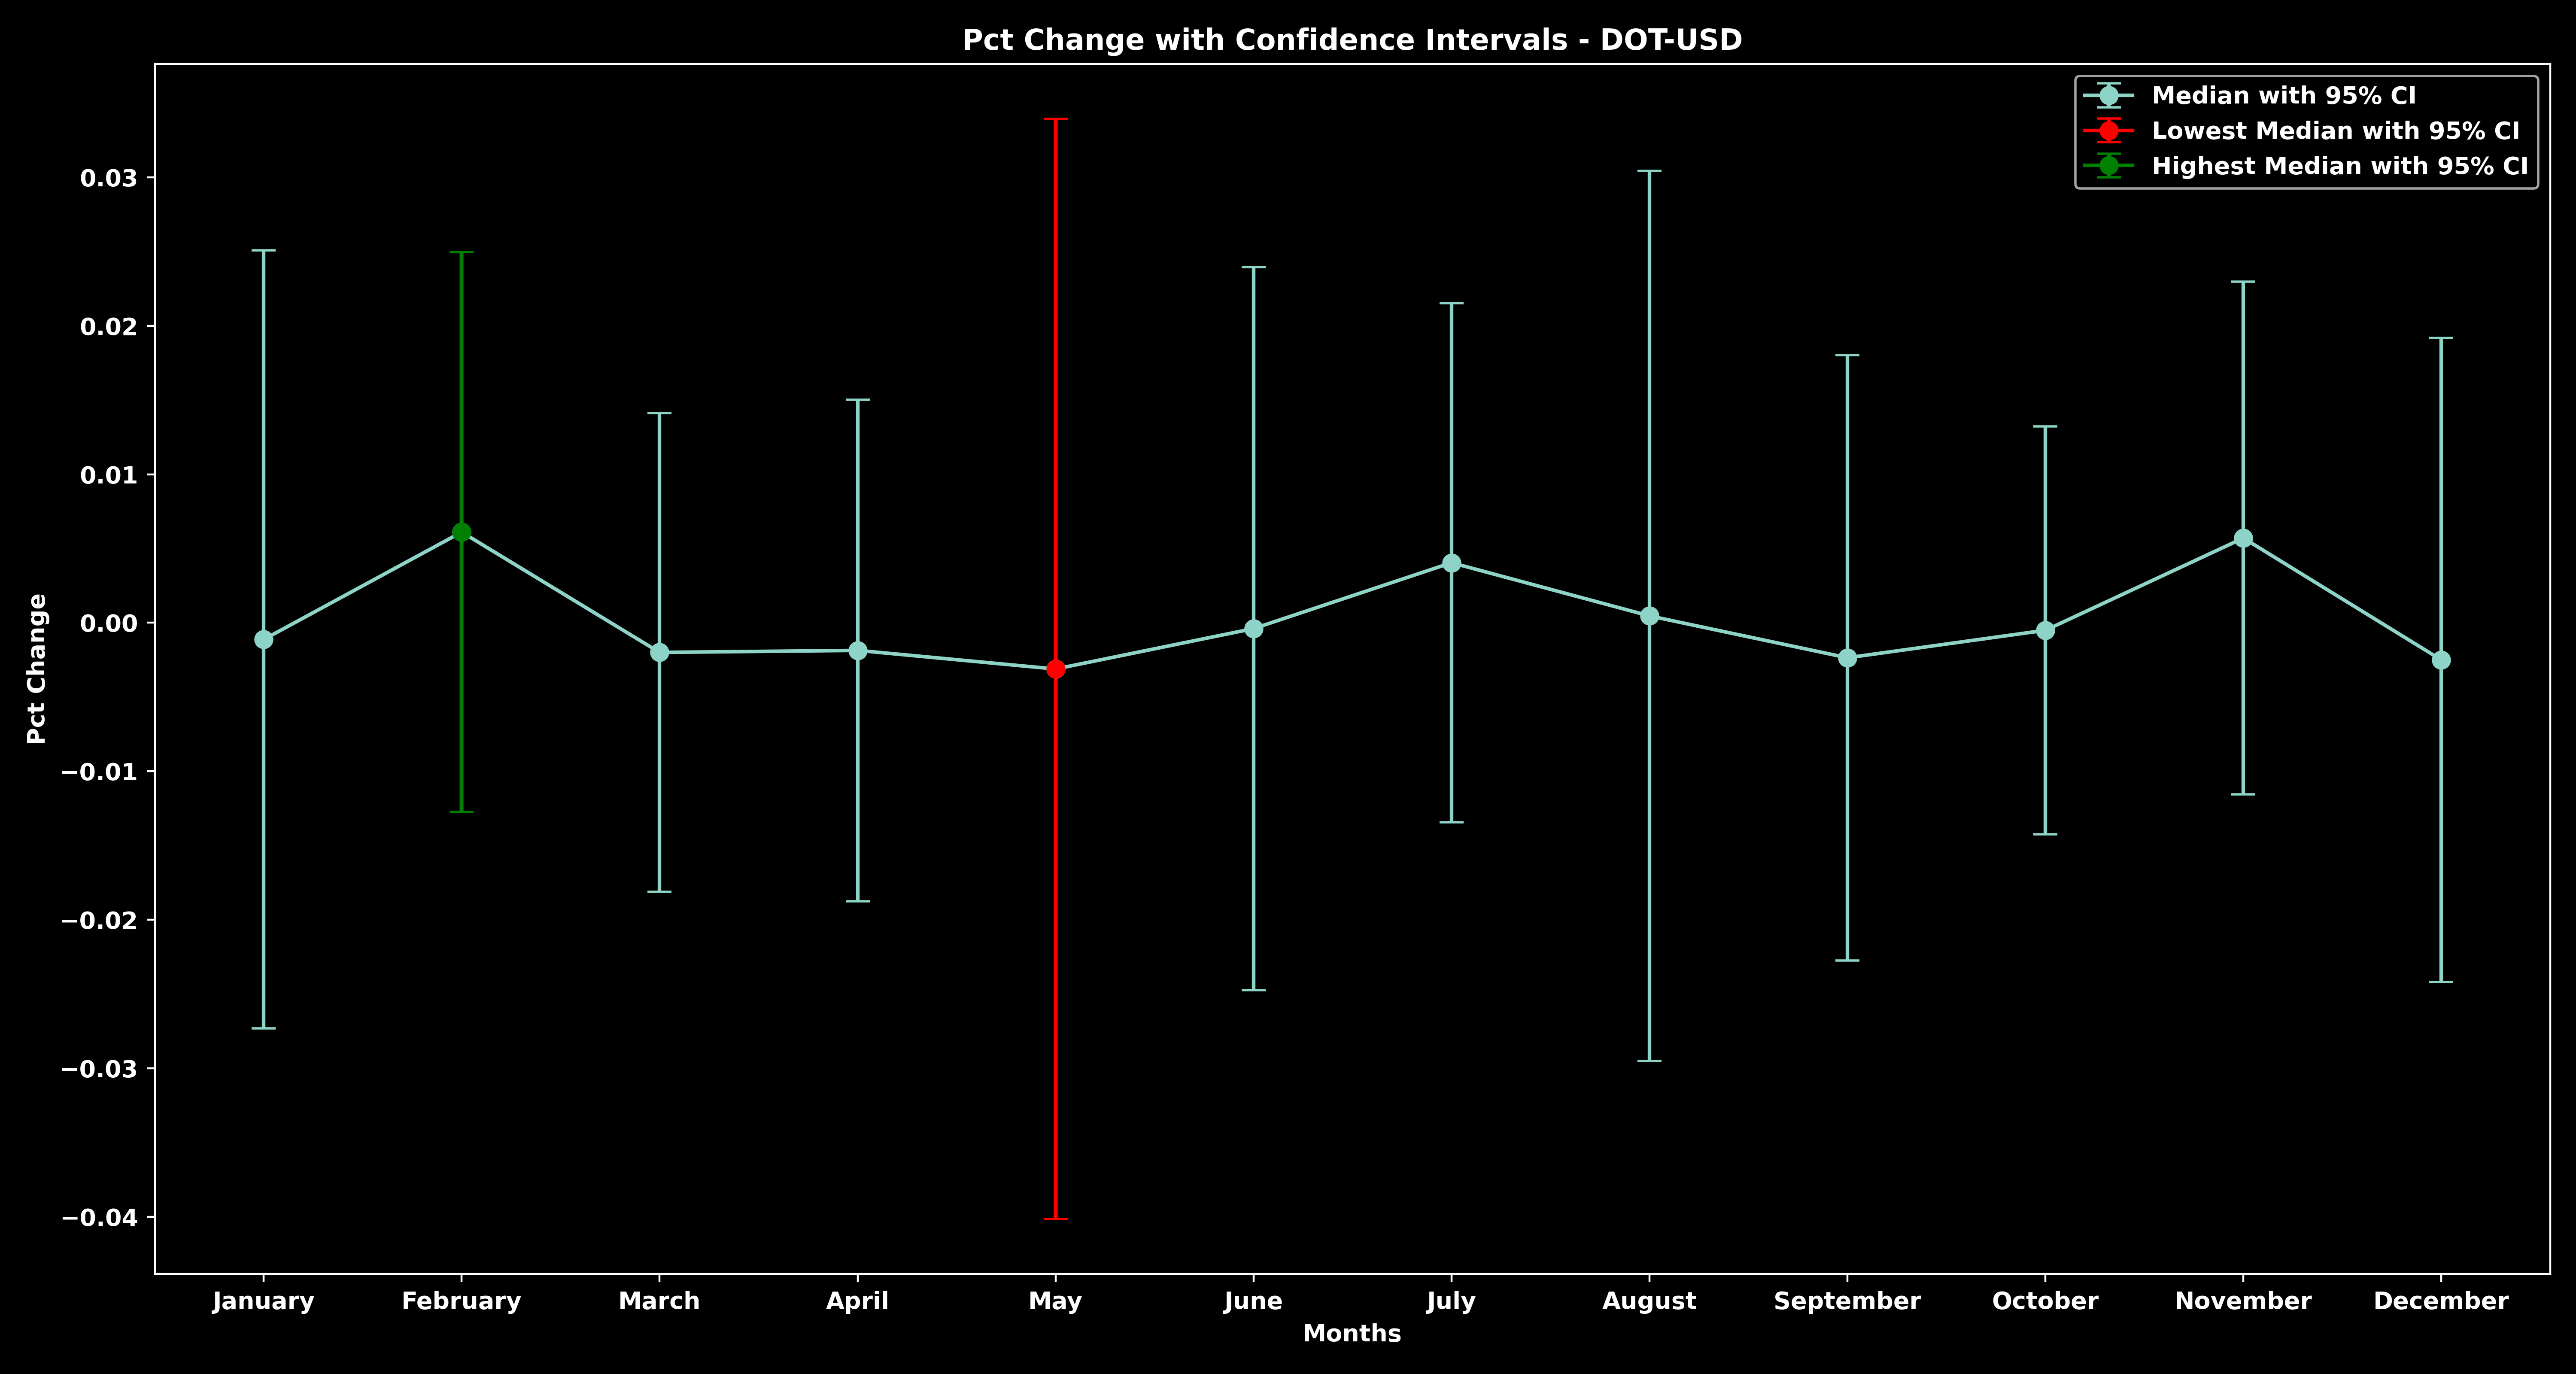 Pct Change with Confidence Intervals - DOT-USD
Median with 95% CI
Lowest Median with 95% CI
Highest Median with 95% CI
0.03
0.02
0.01
0.00
−0.01
−0.02
−0.03
−0.04
Pct Change
January February March April May June July August September October November December
Months